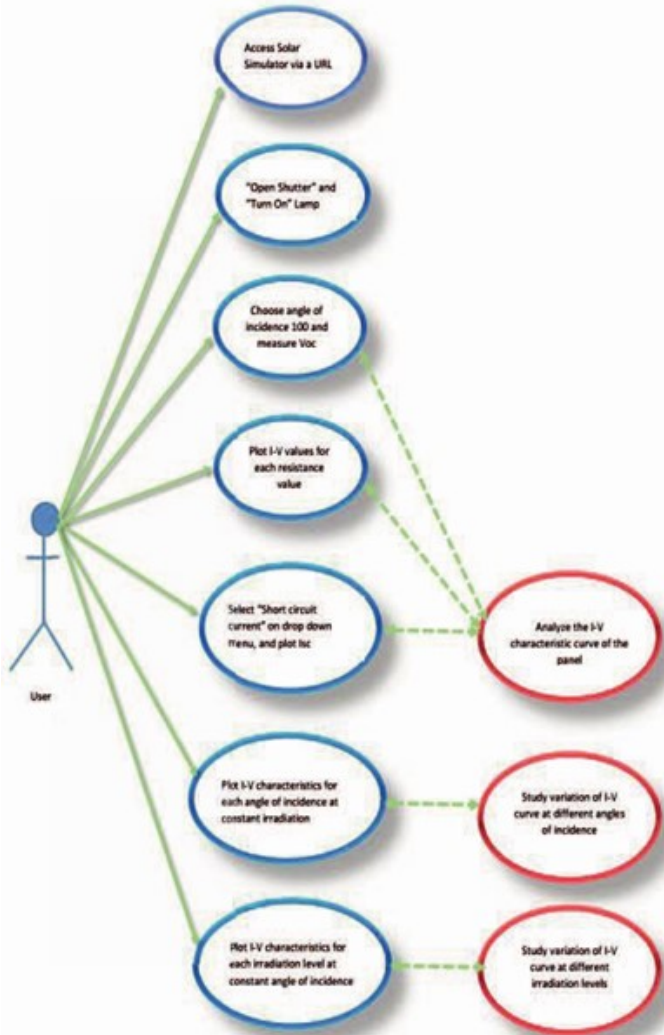 Access Solar
Simulator via a URL
"Open Shutter" and
"Turn On" Lamp
Choose angle of
incidence 100 and
measure Voc
Plot I-V values for
each resistance
value
Select "Short circuit
current" on drop down
menu, and plot Isc
Analyze the I-V
characteristic curve of the
panel
User
Plot I-V characteristics for
each angle of incidence at
constant irradiation
Study variation of I-V
curve at different angles
of incidence
Plot I-V characteristics for
each irradiation level at
constant angle of incidence
Study variation of I-V
curve at different
irradiation levels